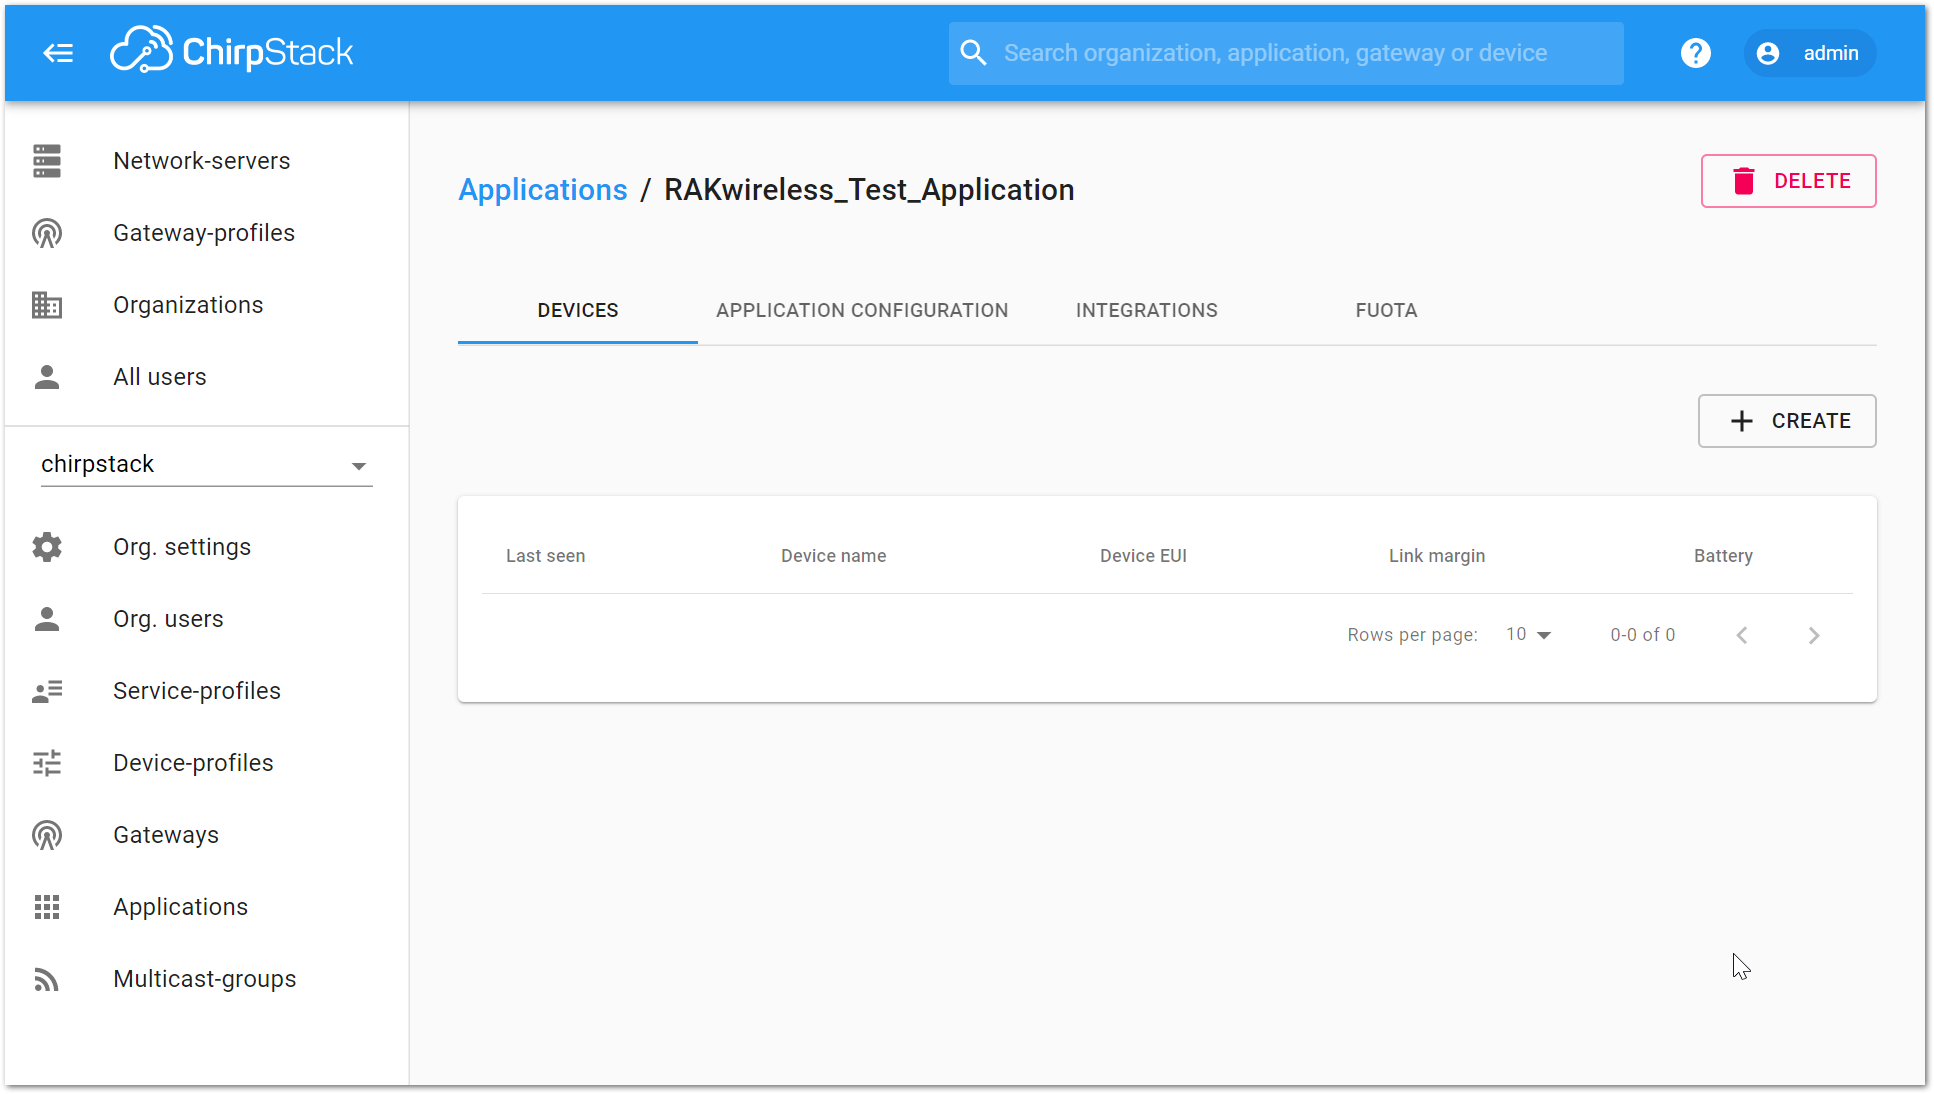 ChirpStack
Search organization, application, gateway or device
admin
Network-servers
Gateway-profiles
Organizations
All users
chirpstack
Org. settings
Org. users
Service-profiles
Device-profiles
Gateways
Applications
Multicast-groups
Applications / RAKwireless_Test_Application
DELETE
DEVICES APPLICATION CONFIGURATION INTEGRATIONS FUOTA
CREATE
Last seen Device name Device EUI Link margin Battery
Rows per page: 10 0-0 of 0